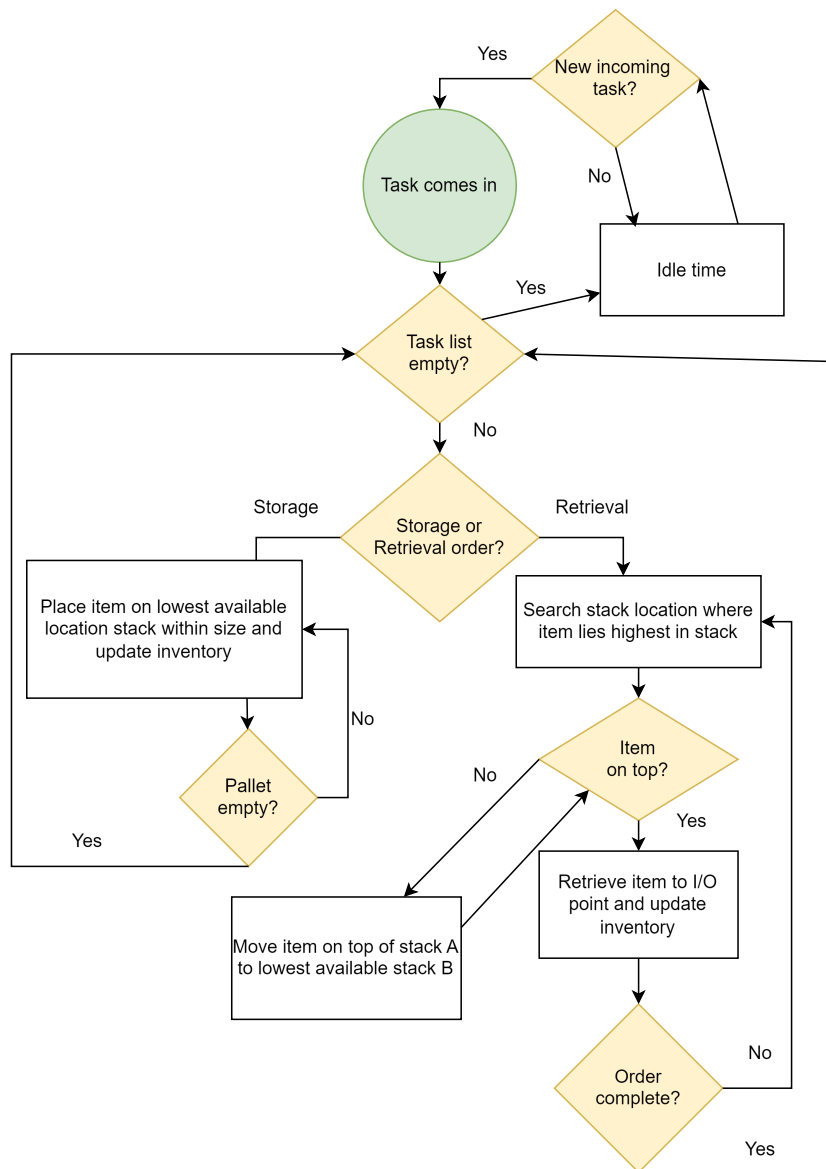 Yes
New incoming
task?
Task comes in
No
Idle time
Yes
Task list
empty?
No
Storage
Retrieval
Storage or
Retrieval order?
Place item on lowest available
location stack within size and
update inventory
Search stack location where
item lies highest in stack
No
Pallet
empty?
Item
on top?
No
Yes
Yes
Retrieve item to I/O
point and update
inventory
Move item on top of stack A
to lowest available stack B
No
Order
complete?
Yes